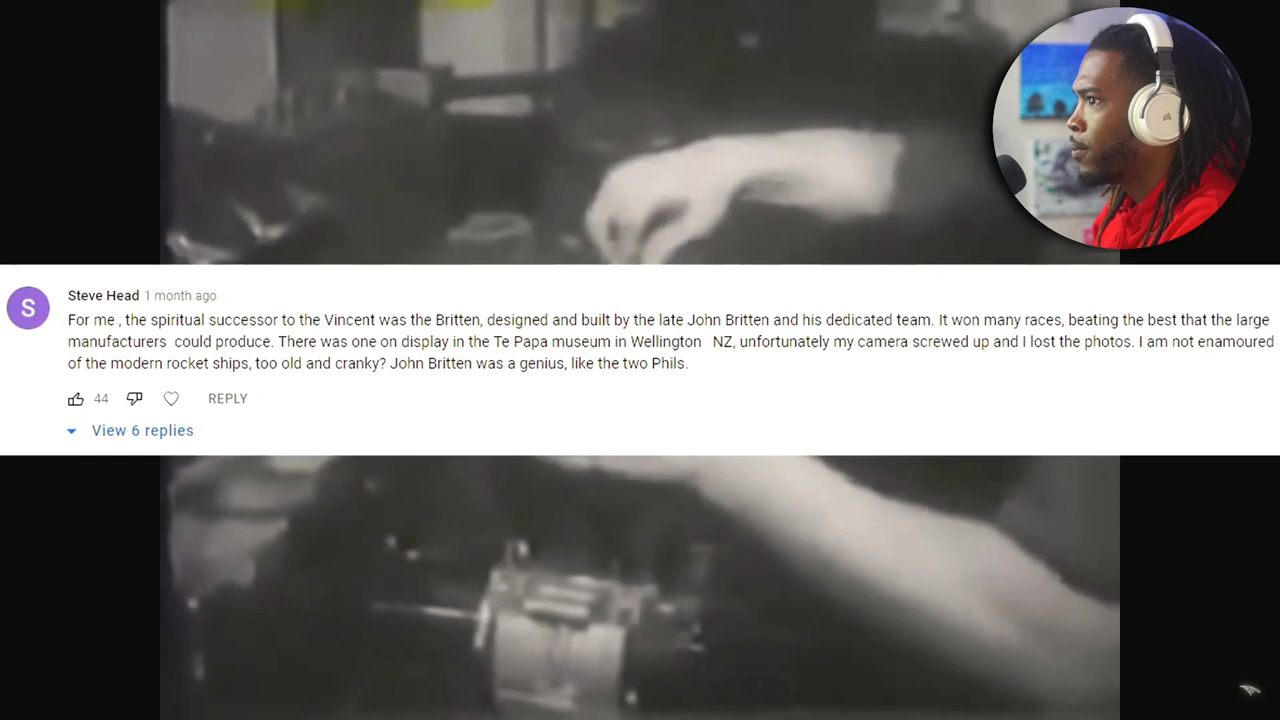 S
Steve Head 1 month ago
For me , the spiritual successor to the Vincent was the Britten, designed and built by the late John Britten and his dedicated team. It won many races, beating the best that the large
manufacturers could produce. There was one on display in the Te Papa museum in Wellington NZ, unfortunately my camera screwed up and I lost the photos. I am not enamoured
of the modern rocket ships, too old and cranky? John Britten was a genius, like the two Phils.
44 REPLY
View 6 replies